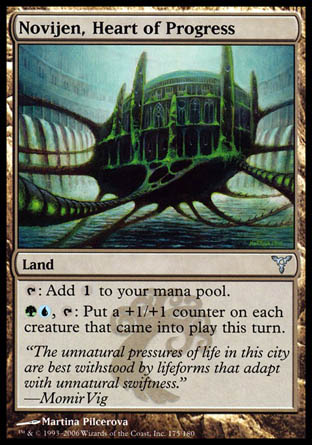 Novijen, Heart of Progress
Land
: Add 1 to your mana pool.
, : Put a +1/+1 counter on each
creature that came into play this turn.
"The unnatural pressures of life in this city
are best withstood by lifeforms that adapt
with unnatural swiftness."
—Momir Vig
Martina Pilcerova
™ & © 1993-2006 Wizards of the Coast, Inc. 175/180